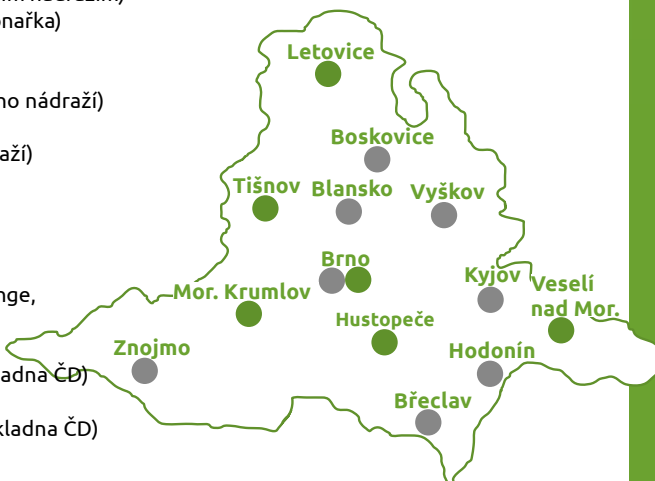 onařka)
Letovice
no nádraží)
Boskovice
aží)
Tišnov
Blansko
Vyškov
Brno
Kyjov
Veselí
nad Mor.
nge,
Mor. Krumlov
Hustopeče
Znojmo
Hodonín
adna ČD)
Břeclav
kladna ČD)